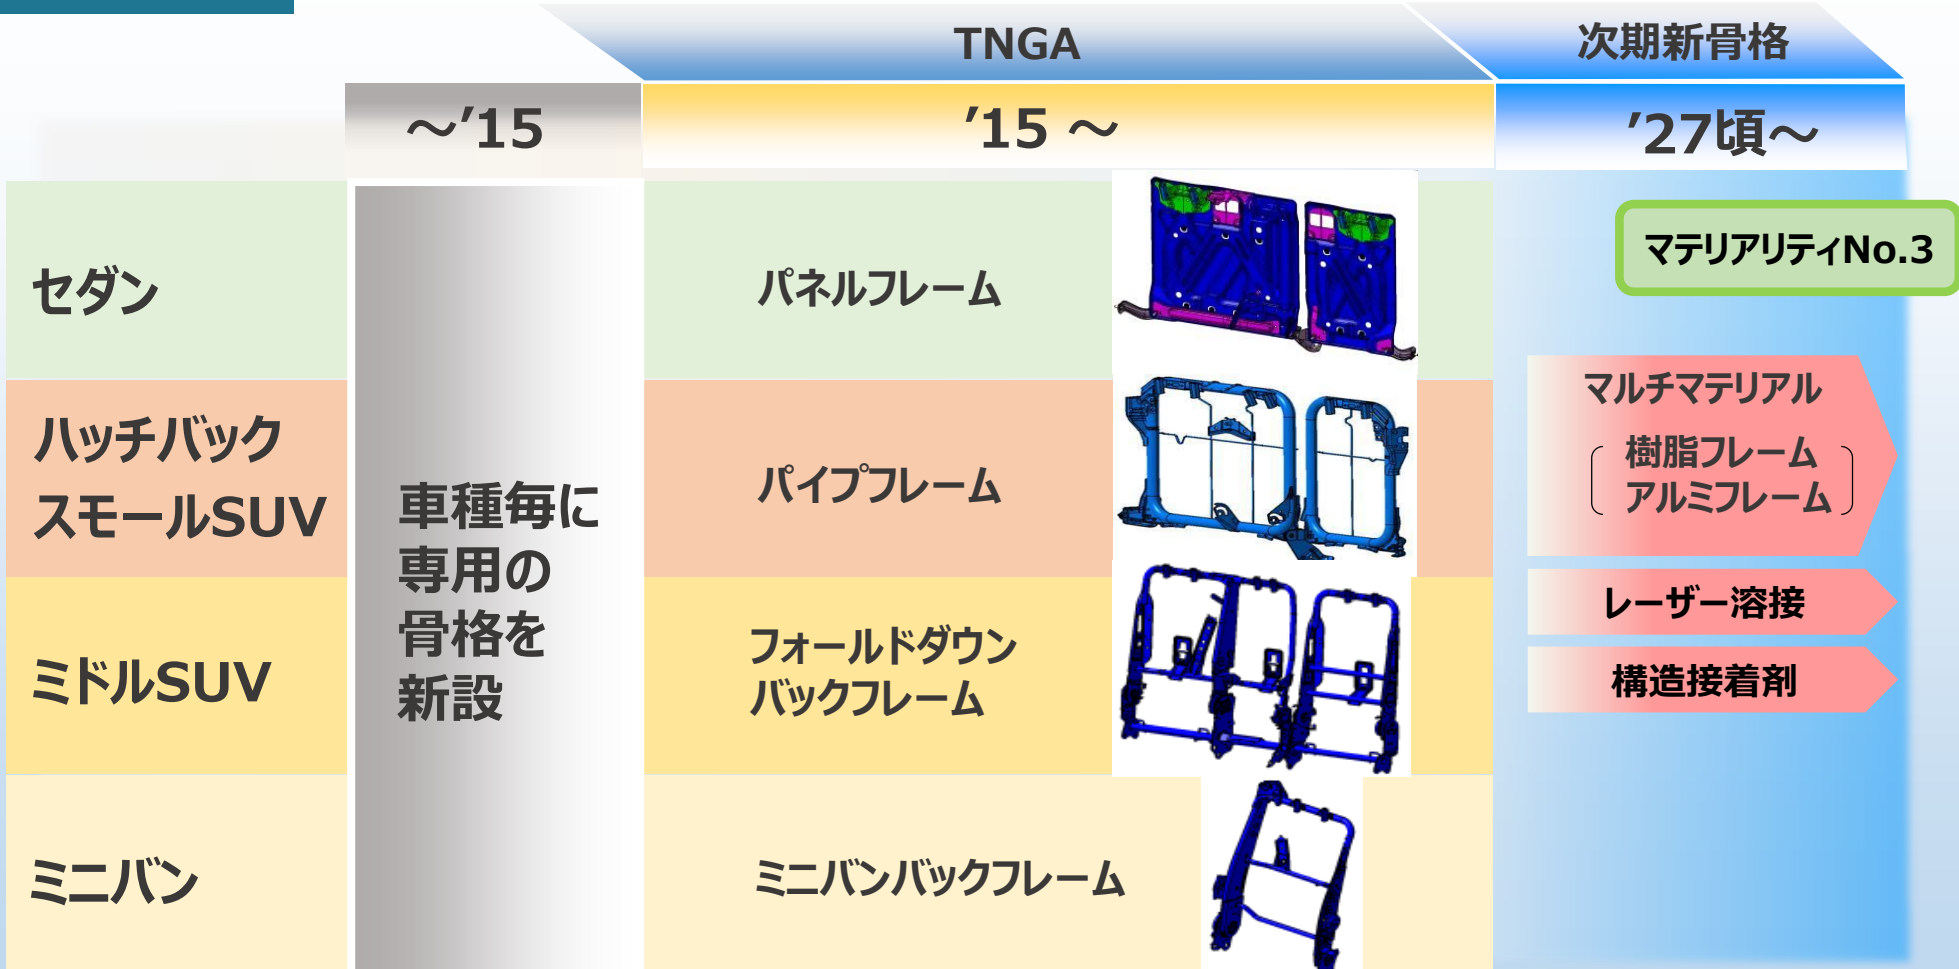 TNGA
次期新骨格
～’15
’15 ～
’27頃～
セダン
ハッチバック
スモールSUV
ミドルSUV
ミニバン
車種毎に
専用の
骨格を
新設
パネルフレーム
パイプフレーム
フォールドダウン
バックフレーム
ミニバンバックフレーム
マテリアリティNo.3
マルチマテリアル
樹脂フレーム
アルミフレーム
レーザー溶接
構造接着剤